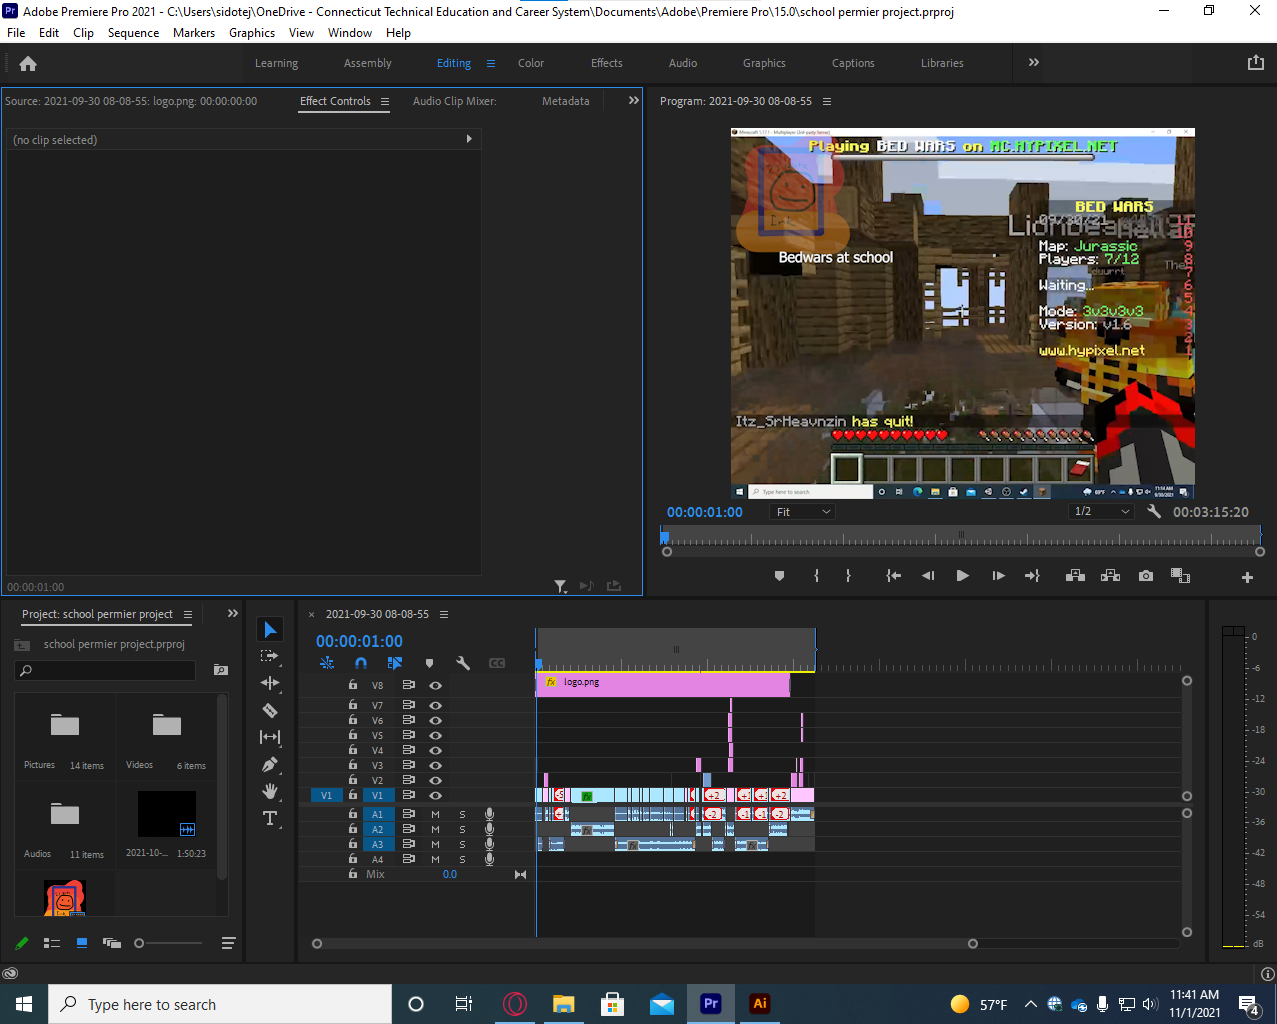 Adobe Premiere Pro 2021 - C:\Users\sidotej\OneDrive - Connecticut Technical Education and Career System\Documents\Adobe\Premiere Pro\15.0\school permier project.prproj
File Edit Clip Sequence Markers Graphics View Window Help
Learning Assembly Editing Color Effects Audio Graphics Captions Libraries
Source: 2021-09-30 08-08-55: logo.png: 00:00:00:00 Effect Controls Audio Clip Mixer: Metadata
Program: 2021-09-30 08-08-55
(no clip selected)
Playing BED WARS on MC.HYPIXEL.NET
BED WARS
09/30/21
Map: Jurassic
Players: 7/12
Waiting...
Mode: 3v3v3v3
Version: v1.6
www.hypixel.net
Bedwars at school
Itz_SrHeavnzin has quit!
Type here to search
00:00:01:00 Fit 1/2 00:03:15:20
00:00:01:00
Project: school permier project
school permier project.prproj
Pictures 14 items
Videos 6 items
Audios 11 items
2021-10-... 1:50:23
2021-09-30 08-08-55
00:00:01:00
V8 fx logo.png
V7
V6
V5
V4
V3
V2
V1 V1
A1 M S
A2 M S
A3 M S
A4 M S
Mix 0.0
0
-6
-12
-18
-24
-30
-36
-42
-48
-54
dB
Type here to search
Pr
Ai
57°F
11:41 AM
11/1/2021
4